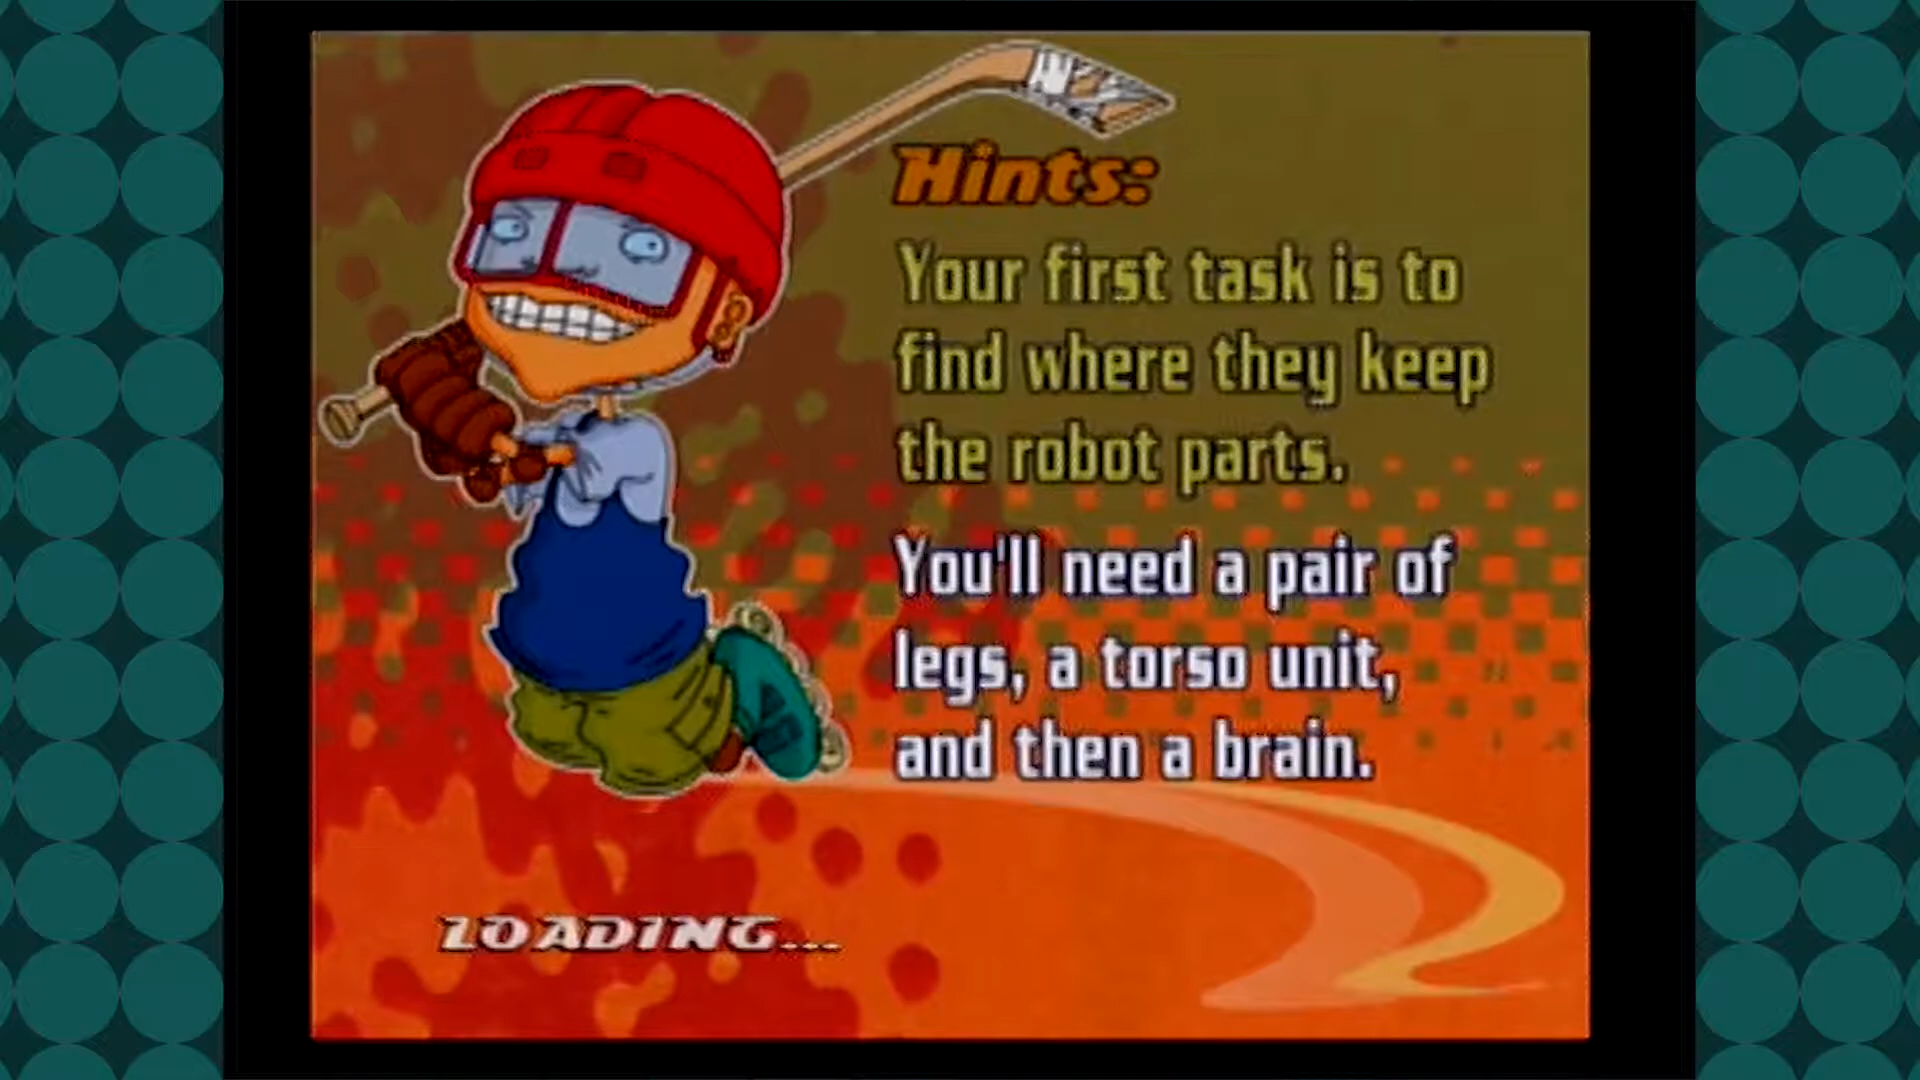 Hints:
Your first task is to
find where they keep
the robot parts.
You'll need a pair of
legs, a torso unit,
and then a brain.
LOADING...